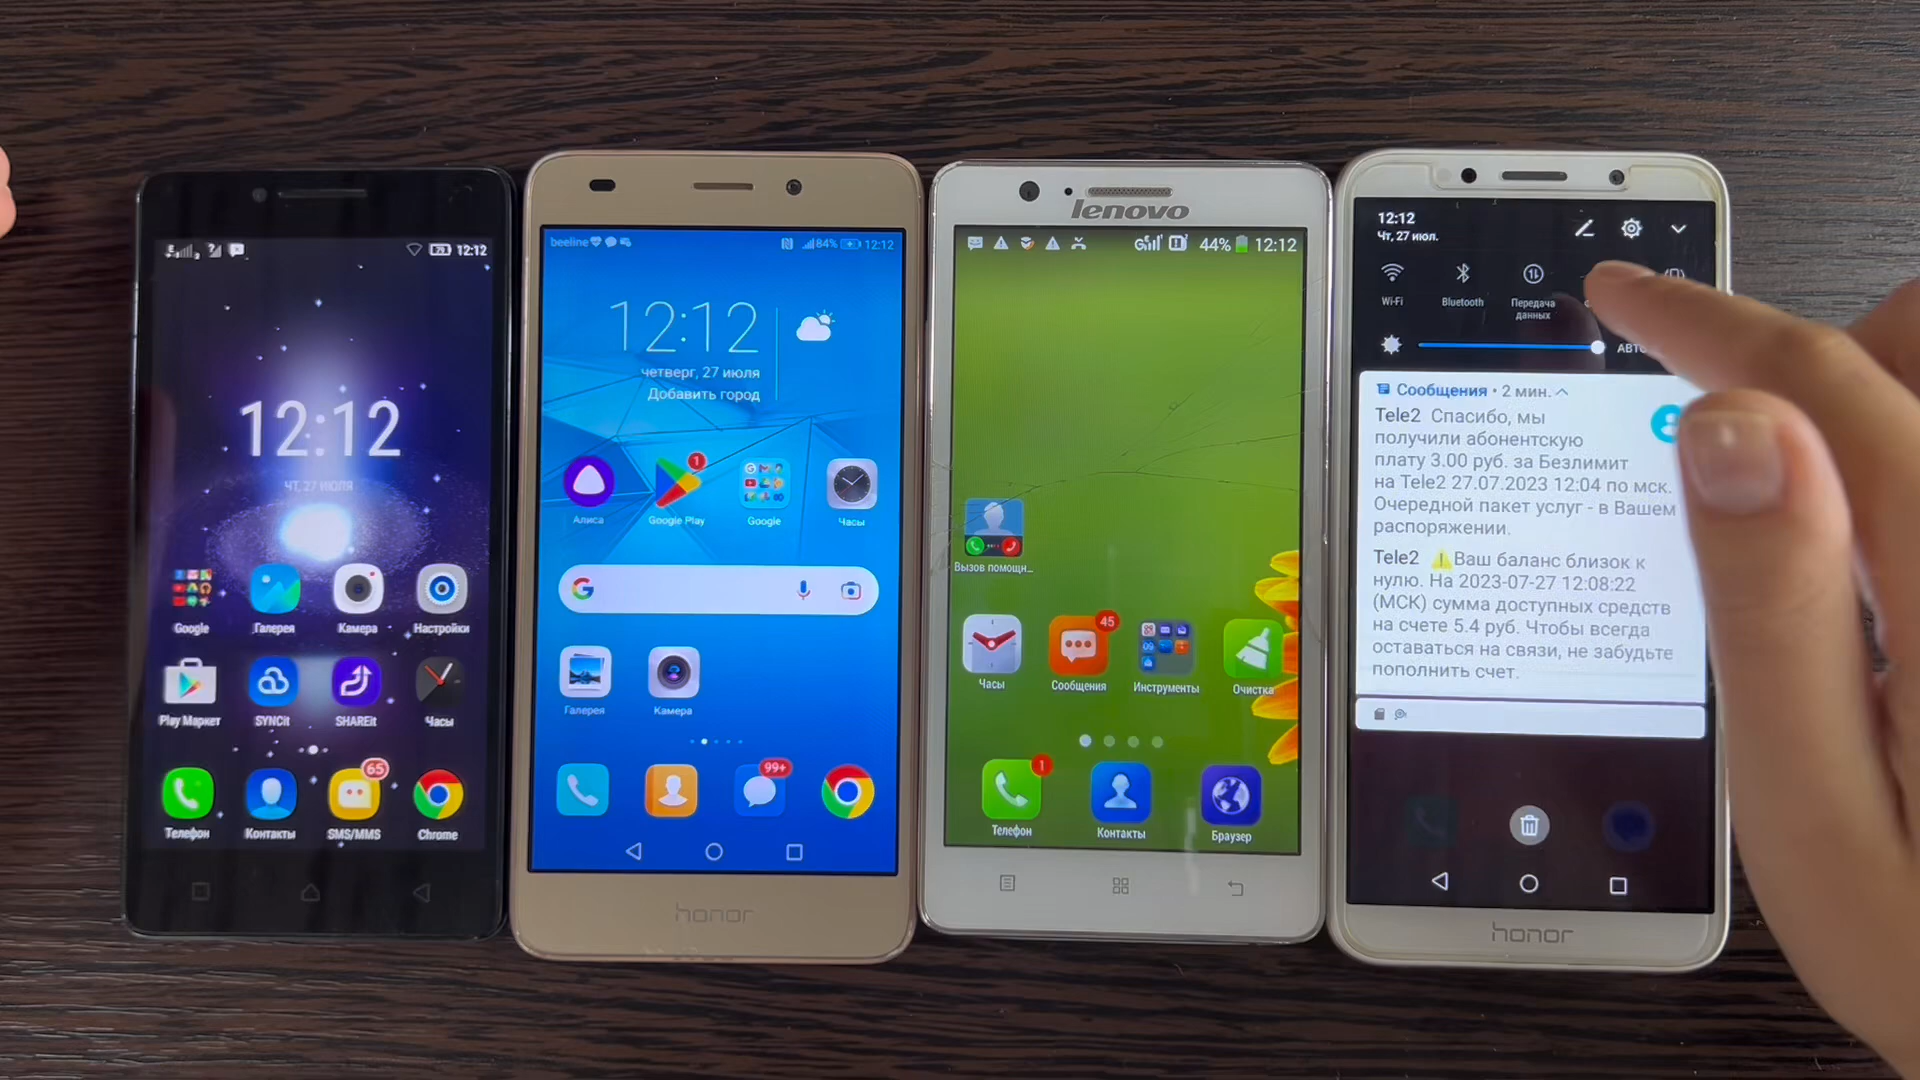 12:12
12:12
ЧТ, 27 ИЮЛЯ
Google
Галерея
Камера
Настройки
Play Маркет
SYNCit
SHAREit
Часы
65
Телефон
Контакты
SMS/MMS
Chrome
beeline
84%
12:12
12:12
четверг, 27 июля
Добавить город
1
Алиса
Google Play
Google
Часы
Галерея
Камера
99+
honor
lenovo
44%
12:12
Вызов помощн...
45
Часы
Сообщения
Инструменты
Очистка
1
Телефон
Контакты
Браузер
12:12
Чт, 27 июл.
Wi-Fi
Bluetooth
Передача
данных
Сообщения • 2 мин.
Tele2 Спасибо, мы
получили абонентскую
плату 3.00 руб. за Безлимит
на Tele2 27.07.2023 12:04 по мск.
Очередной пакет услуг - в Вашем
распоряжении.
Tele2 ⚠Ваш баланс близок к
нулю. На 2023-07-27 12:08:22
(МСК) сумма доступных средств
на счете 5.4 руб. Чтобы всегда
оставаться на связи, не забудьте
пополнить счет.
honor